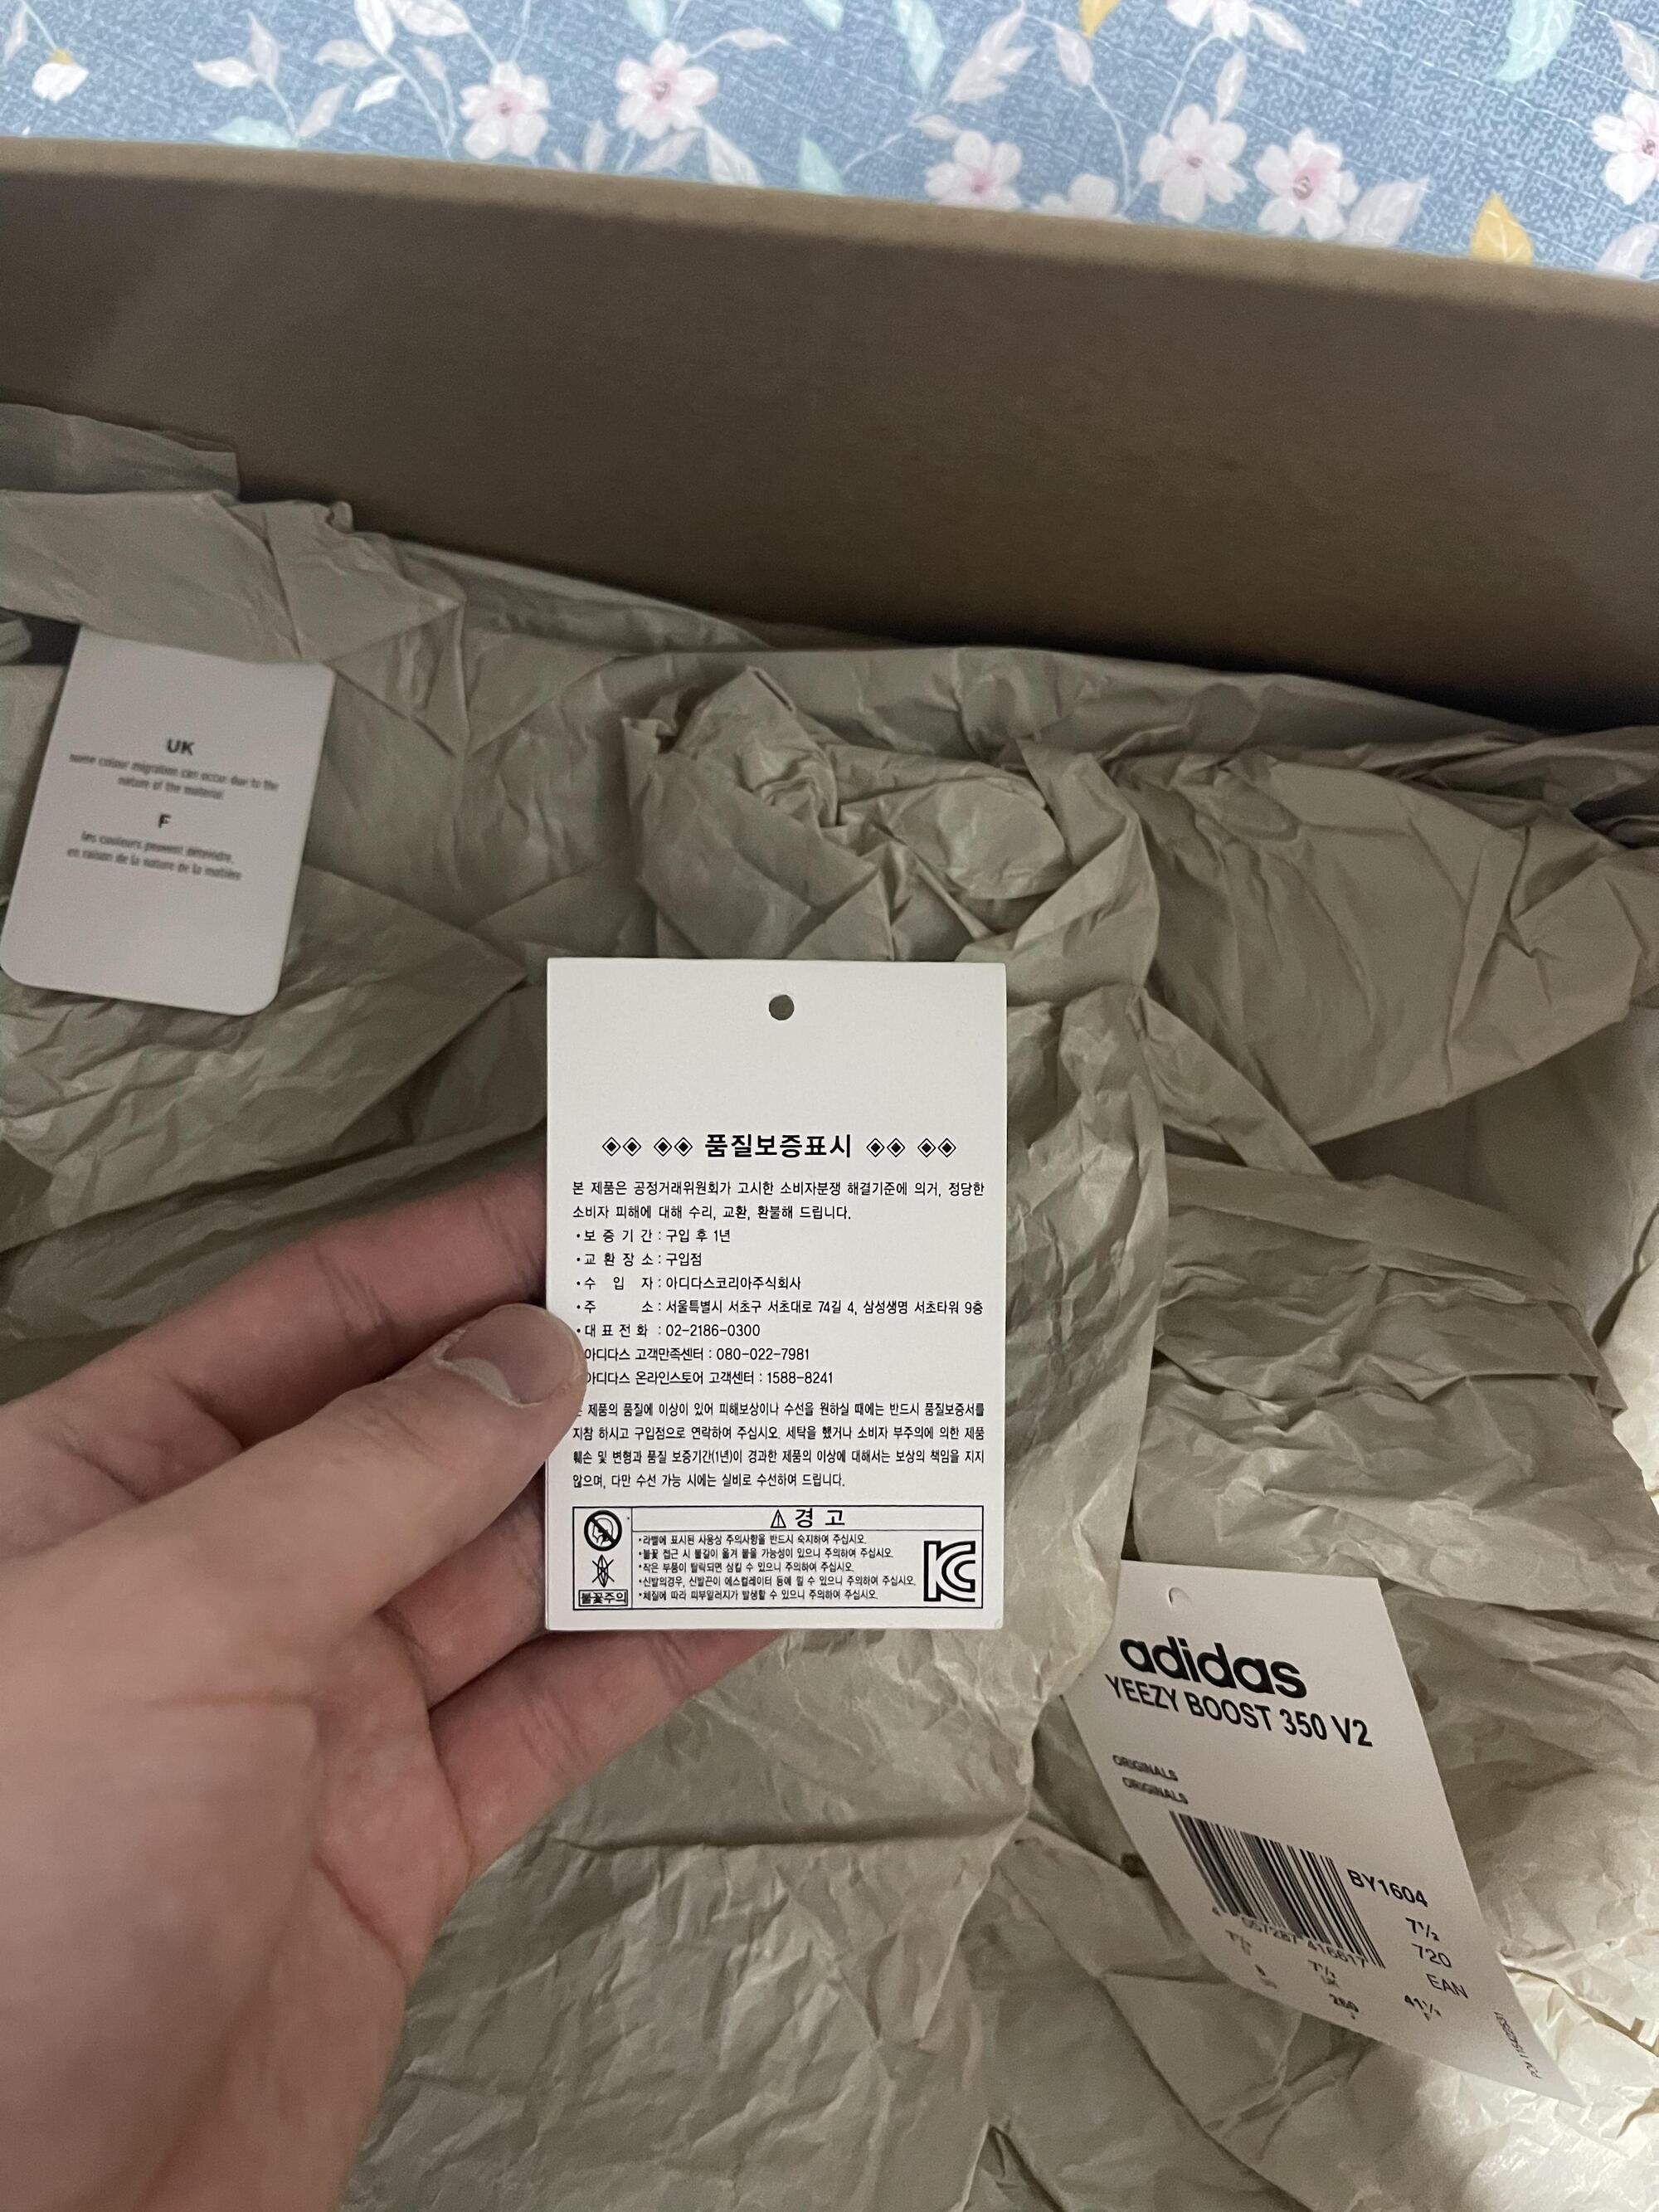 UK
some colour migration can occur due to the
nature of the material
F
les couleurs peuvent déteindre,
en raison de la nature de la matière
◈◈ ◈◈ 품질보증표시 ◈◈ ◈◈
본 제품은 공정거래위원회가 고시한 소비자분쟁 해결기준에 의거, 정당한
소비자 피해에 대해 수리, 교환, 환불해 드립니다.
•보 증 기 간 : 구입 후 1년
•교 환 장 소 : 구입점
•수 입 자 : 아디다스코리아주식회사
•주 소 : 서울특별시 서초구 서초대로 74길 4, 삼성생명 서초타워 9층
•대 표 전 화 : 02-2186-0300
아디다스 고객만족센터 : 080-022-7981
아디다스 온라인스토어 고객센터 : 1588-8241
제품의 품질에 이상이 있어 피해보상이나 수선을 원하실 때에는 반드시 품질보증서를
지참 하시고 구입점으로 연락하여 주십시오. 세탁을 했거나 소비자 부주의에 의한 제품
훼손 및 변형과 품질 보증기간(1년)이 경과한 제품의 이상에 대해서는 보상의 책임을 지지
않으며, 다만 수선 가능 시에는 실비로 수선하여 드립니다.
⚠ 경 고
•라벨에 표시된 사용상 주의사항을 반드시 숙지하여 주십시오.
•불꽃 접근 시 불길이 옮겨 붙을 가능성이 있으니 주의하여 주십시오.
•작은 부품이 탈락되면 삼킬 수 있으니 주의하여 주십시오.
•신발의경우, 신발끈이 에스컬레이터 등에 낄 수 있으니 주의하여 주십시오.
•체질에 따라 피부알러지가 발생할 수 있으니 주의하여 주십시오.
불꽃주의
KC
adidas
YEEZY BOOST 350 V2
ORIGINALS
ORIGINALS
BY1604
7½
720
EAN
4 057287 416617
7½
260
41⅓